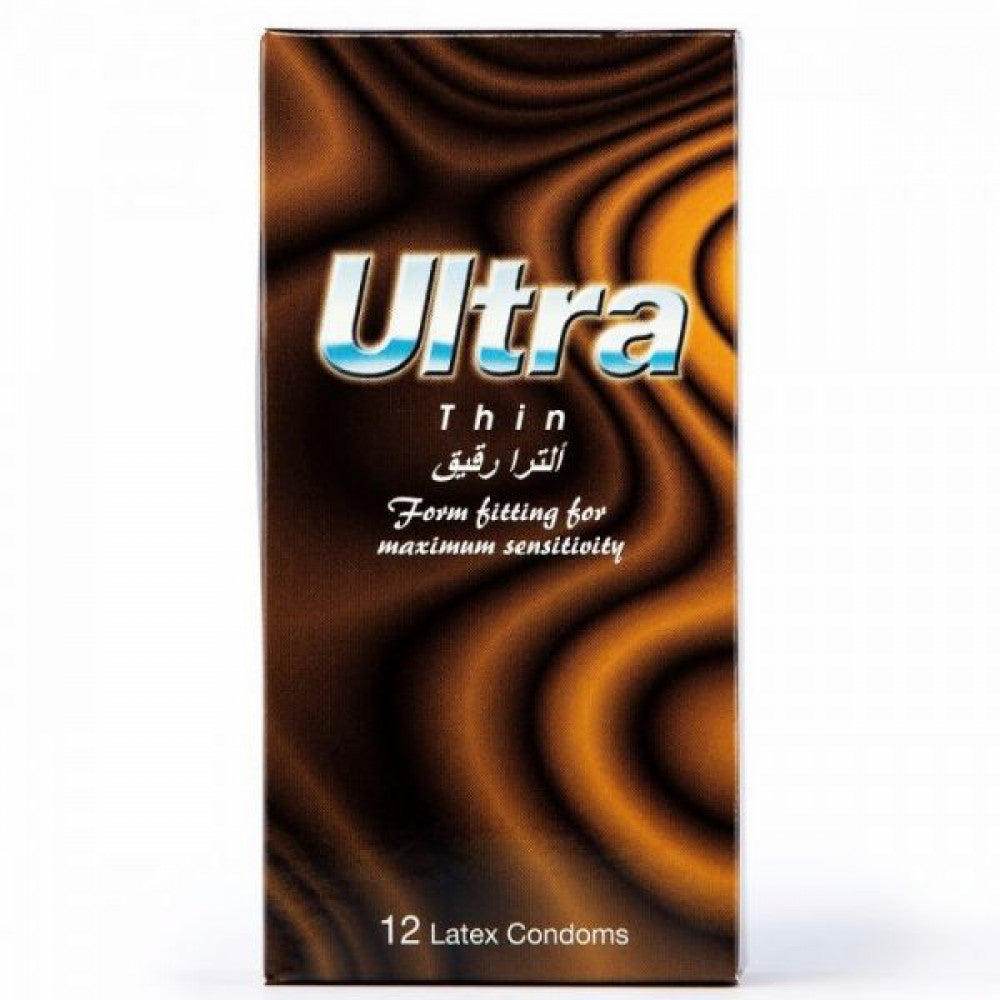 Ultra
Thin
ألترا رقيق
Form fitting for
maximum sensitivity
12 Latex Condoms